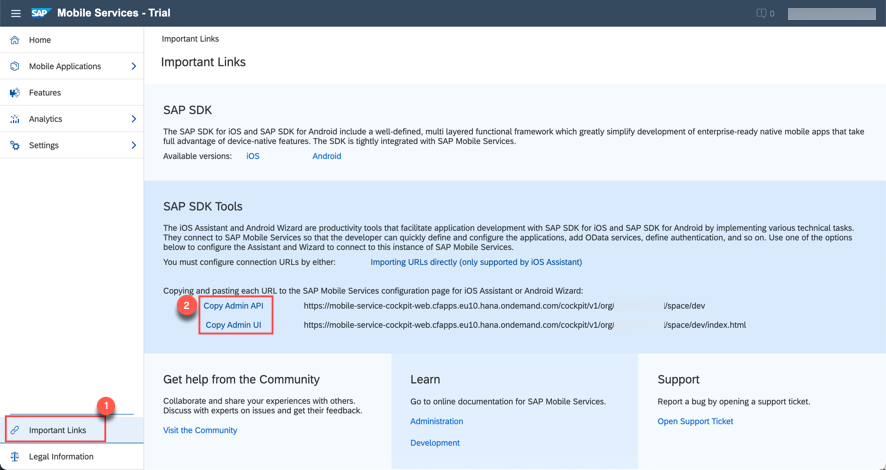 SAP Mobile Services - Trial
0
Home
Mobile Applications
Features
Analytics
Settings
Important Links
Important Links
SAP SDK
The SAP SDK for iOS and SAP SDK for Android include a well-defined, multi layered functional framework which greatly simplify development of enterprise-ready native mobile apps that take
full advantage of device-native features. The SDK is tightly integrated with SAP Mobile Services.
Available versions: iOS Android
SAP SDK Tools
The iOS Assistant and Android Wizard are productivity tools that facilitate application development with SAP SDK for iOS and SAP SDK for Android by implementing various technical tasks.
They connect to SAP Mobile Services so that the developer can quickly define and configure the applications, add OData services, define authentication, and so on. Use one of the options
below to configure the Assistant and Wizard to connect to this instance of SAP Mobile Services.
You must configure connection URLs by either: Importing URLs directly (only supported by iOS Assistant)
Copying and pasting each URL to the SAP Mobile Services configuration page for iOS Assistant or Android Wizard:
2 Copy Admin API https://mobile-service-cockpit-web.cfapps.eu10.hana.ondemand.com/cockpit/v1/org/ /space/dev
Copy Admin UI https://mobile-service-cockpit-web.cfapps.eu10.hana.ondemand.com/cockpit/v1/org/ /space/dev/index.html
Get help from the Community
Collaborate and share your experiences with others.
Discuss with experts on issues and get their feedback.
Visit the Community
Learn
Go to online documentation for SAP Mobile Services.
Administration
Development
Support
Report a bug by opening a support ticket.
Open Support Ticket
1
Important Links
Legal Information